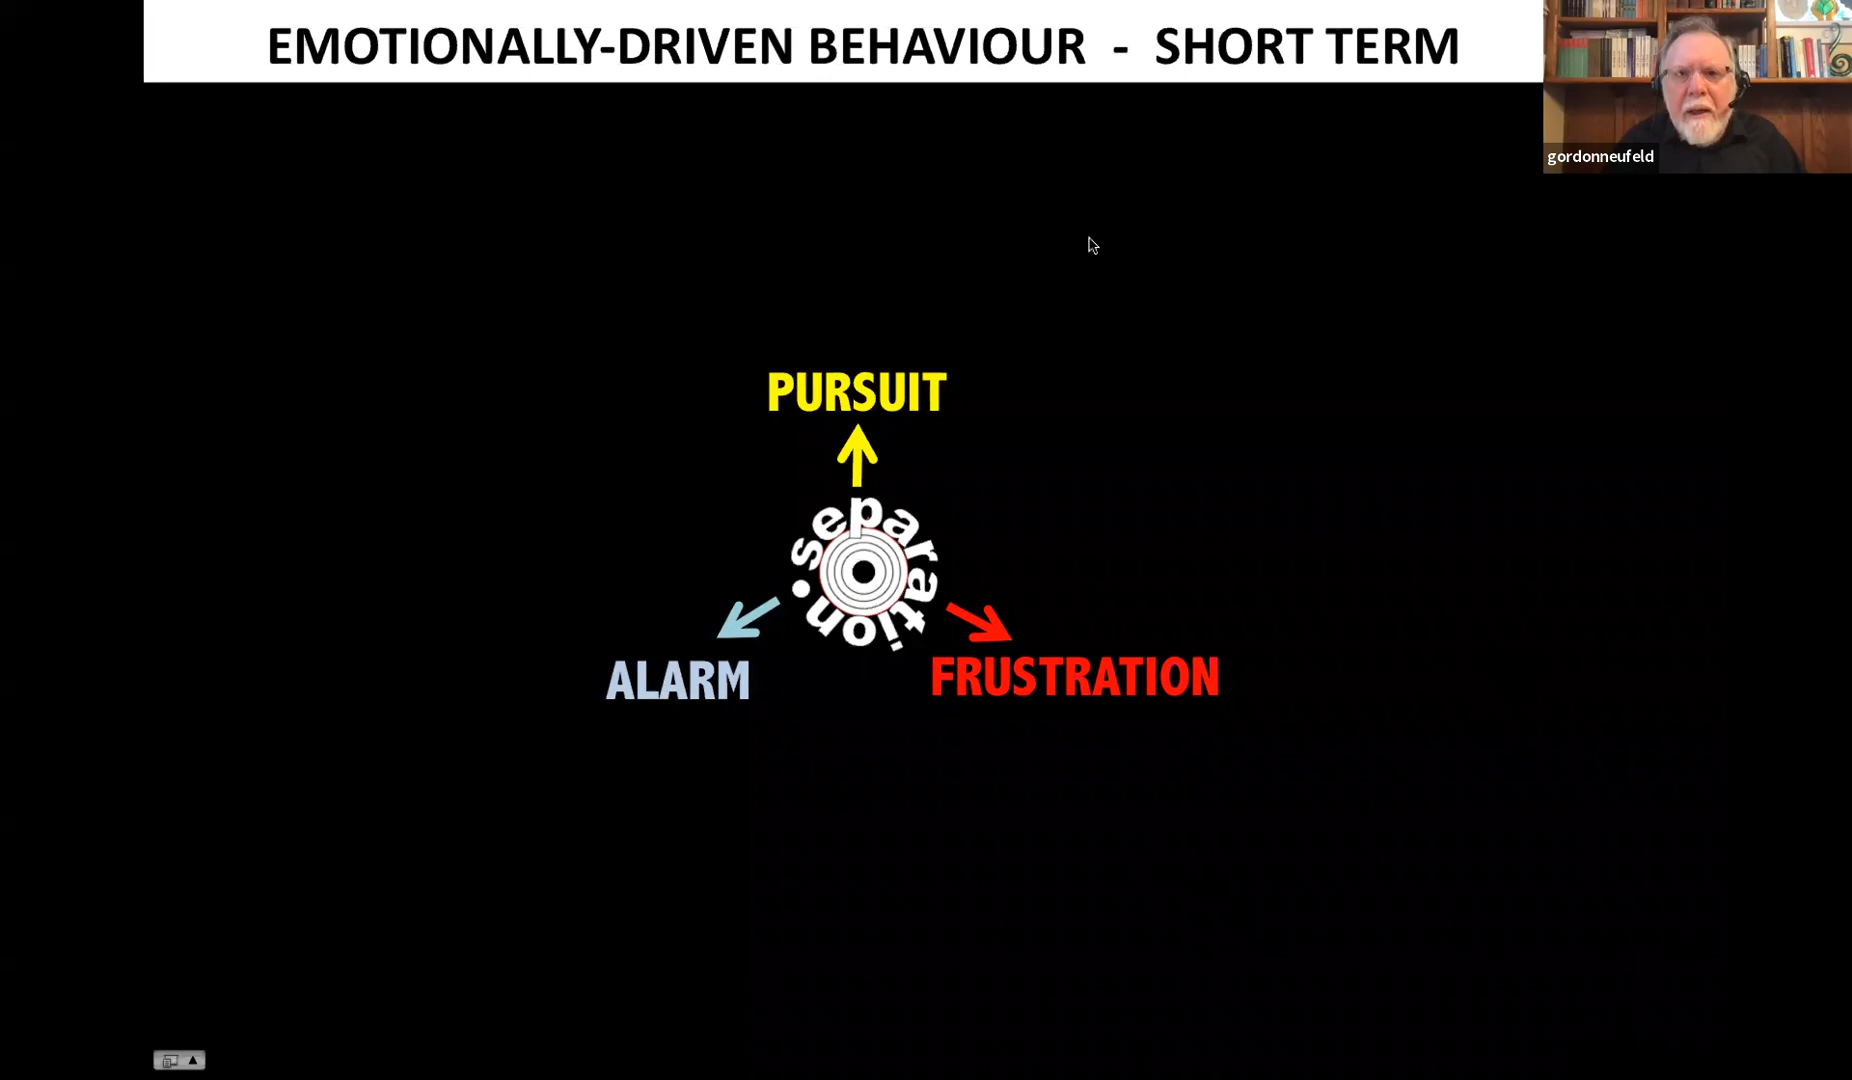 EMOTIONALLY-DRIVEN BEHAVIOUR - SHORT TERM
gordonneufeld
PURSUIT
separation
ALARM
FRUSTRATION